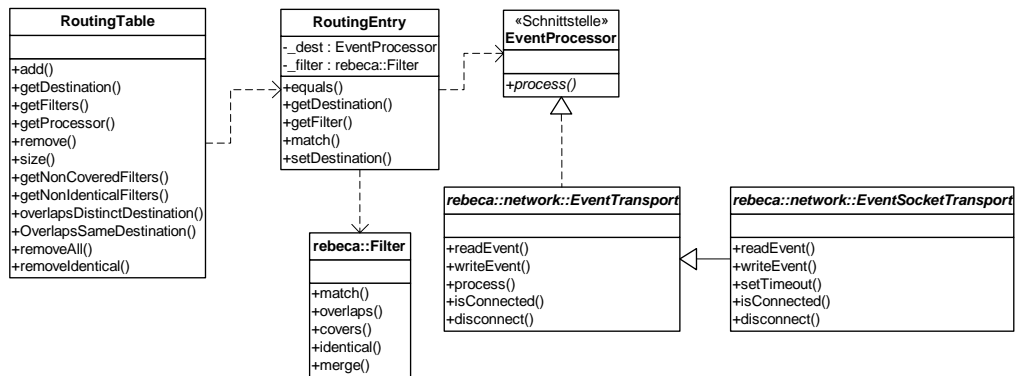 RoutingTable
+add()
+getDestination()
+getFilters()
+getProcessor()
+remove()
+size()
+getNonCoveredFilters()
+getNonIdenticalFilters()
+overlapsDistinctDestination()
+OverlapsSameDestination()
+removeAll()
+removeIdentical()
RoutingEntry
-_dest : EventProcessor
-_filter : rebeca::Filter
+equals()
+getDestination()
+getFilter()
+match()
+setDestination()
«Schnittstelle»
EventProcessor
+process()
rebeca::Filter
+match()
+overlaps()
+covers()
+identical()
+merge()
rebeca::network::EventTransport
+readEvent()
+writeEvent()
+process()
+isConnected()
+disconnect()
rebeca::network::EventSocketTransport
+readEvent()
+writeEvent()
+setTimeout()
+isConnected()
+disconnect()